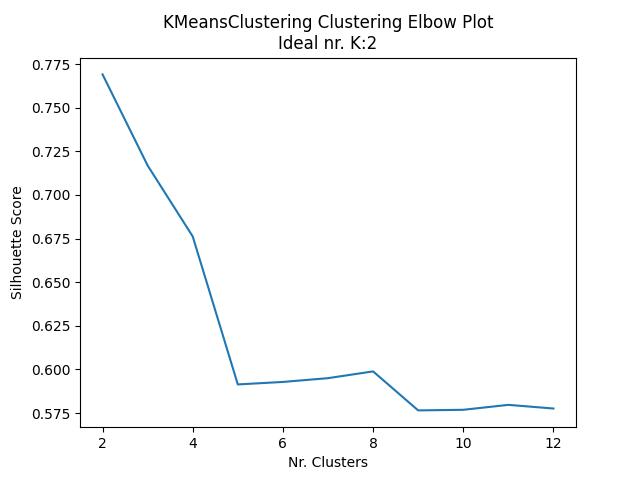 KMeansClustering Clustering Elbow Plot
Ideal nr. K:2
0.775
0.750
0.725
0.700
0.675
0.650
0.625
0.600
0.575
Silhouette Score
2 4 6 8 10 12
Nr. Clusters